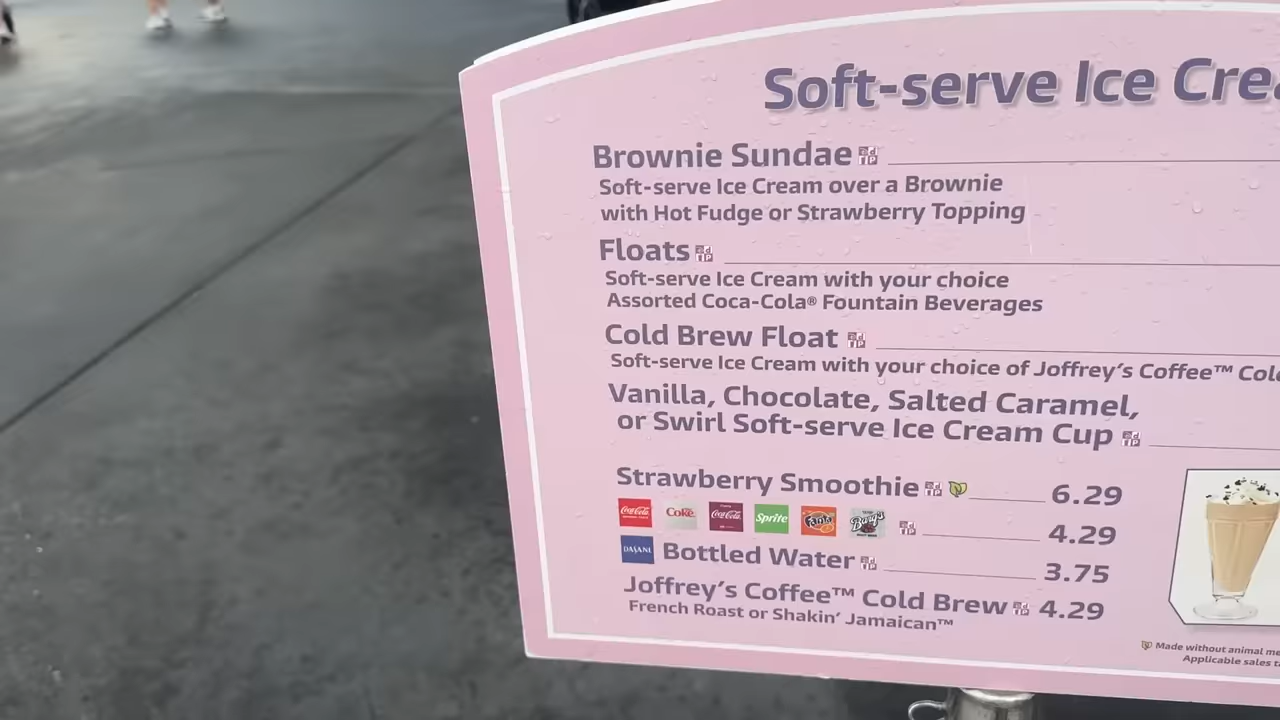 Soft-serve Ice Cre
Brownie Sundae
Soft-serve Ice Cream over a Brownie
with Hot Fudge or Strawberry Topping
Floats
Soft-serve Ice Cream with your choice
Assorted Coca-Cola® Fountain Beverages
Cold Brew Float
Soft-serve Ice Cream with your choice of Joffrey's Coffee™ Col
Vanilla, Chocolate, Salted Caramel,
or Swirl Soft-serve Ice Cream Cup
Strawberry Smoothie 6.29
Coca-Cola Coke Coca-Cola Sprite Fanta Barq's 4.29
DASANI Bottled Water 3.75
Joffrey's Coffee™ Cold Brew 4.29
French Roast or Shakin' Jamaican™
Made without animal me
Applicable sales ta